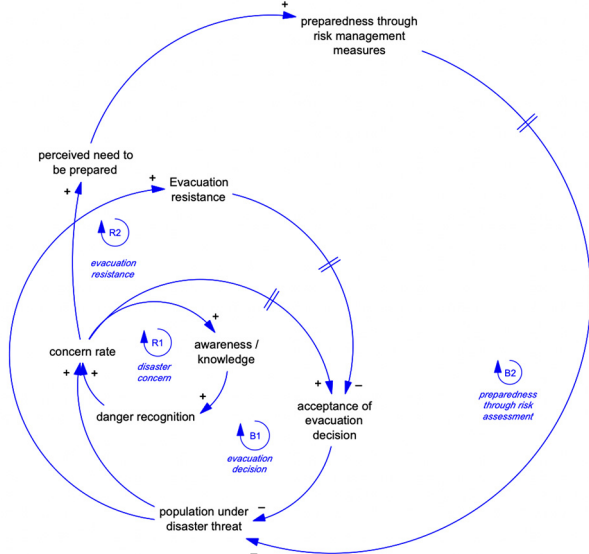 +
preparedness through
risk management
measures
perceived need to
be prepared
+
+
Evacuation
resistance
R2
evacuation
resistance
+
R1
awareness /
knowledge
concern rate
disaster
concern
+
+
+
danger recognition
+
B1
evacuation
decision
+
–
acceptance of
evacuation
decision
B2
preparedness
through risk
assessment
population under
disaster threat
–